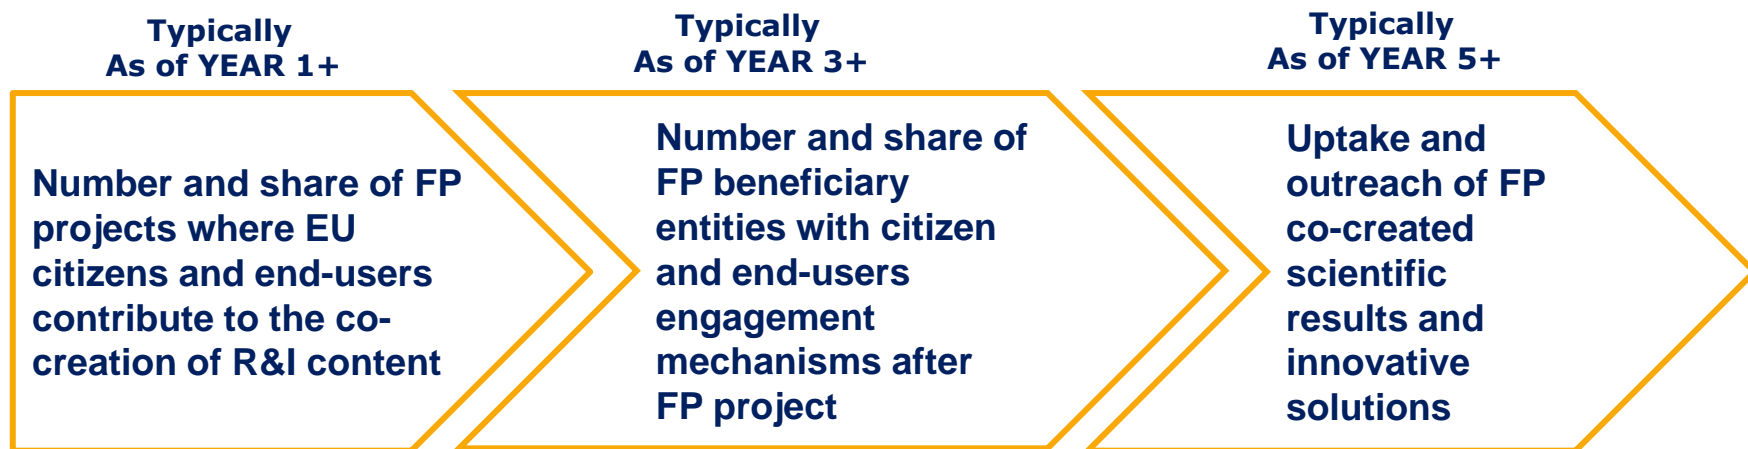 Typically
As of YEAR 1+
Number and share of FP
projects where EU
citizens and end-users
contribute to the co-
creation of R&I content
Typically
As of YEAR 3+
Number and share of
FP beneficiary
entities with citizen
and end-users
engagement
mechanisms after
FP project
Typically
As of YEAR 5+
Uptake and
outreach of FP
co-created
scientific
results and
innovative
solutions